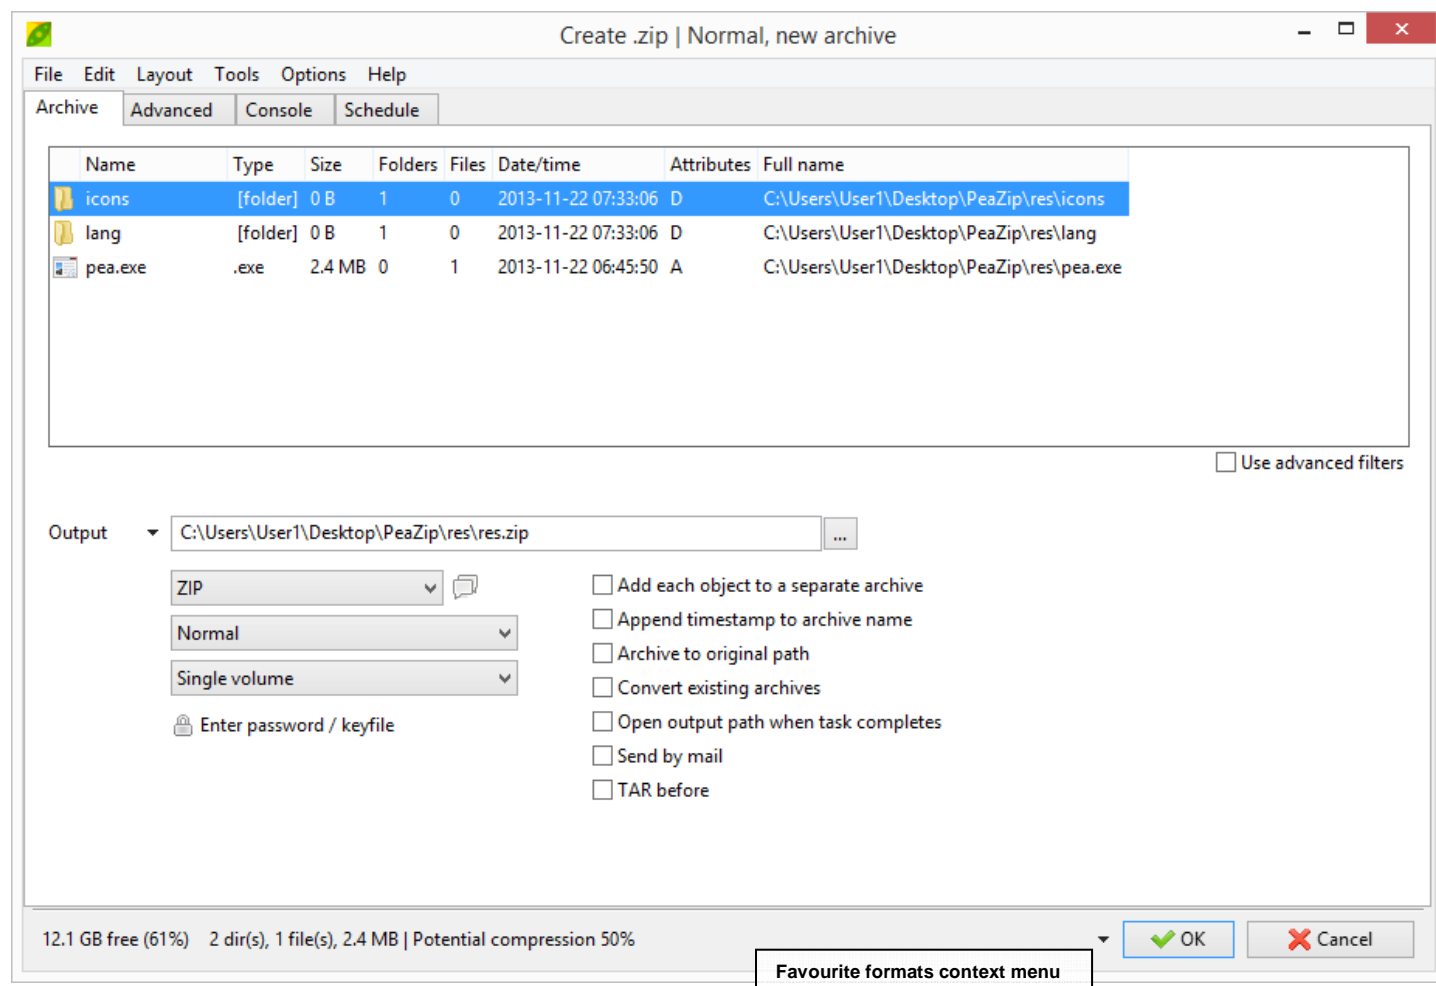 Create .zip | Normal, new archive
File Edit Layout Tools Options Help
Archive Advanced Console Schedule
Name Type Size Folders Files Date/time Attributes Full name
icons [folder] 0 B 1 0 2013-11-22 07:33:06 D C:\Users\User1\Desktop\PeaZip\res\icons
lang [folder] 0 B 1 0 2013-11-22 07:33:06 D C:\Users\User1\Desktop\PeaZip\res\lang
pea.exe .exe 2.4 MB 0 1 2013-11-22 06:45:50 A C:\Users\User1\Desktop\PeaZip\res\pea.exe
Use advanced filters
Output C:\Users\User1\Desktop\PeaZip\res\res.zip ...
ZIP
Normal
Single volume
Enter password / keyfile
Add each object to a separate archive
Append timestamp to archive name
Archive to original path
Convert existing archives
Open output path when task completes
Send by mail
TAR before
12.1 GB free (61%) 2 dir(s), 1 file(s), 2.4 MB | Potential compression 50% OK Cancel
Favourite formats context menu